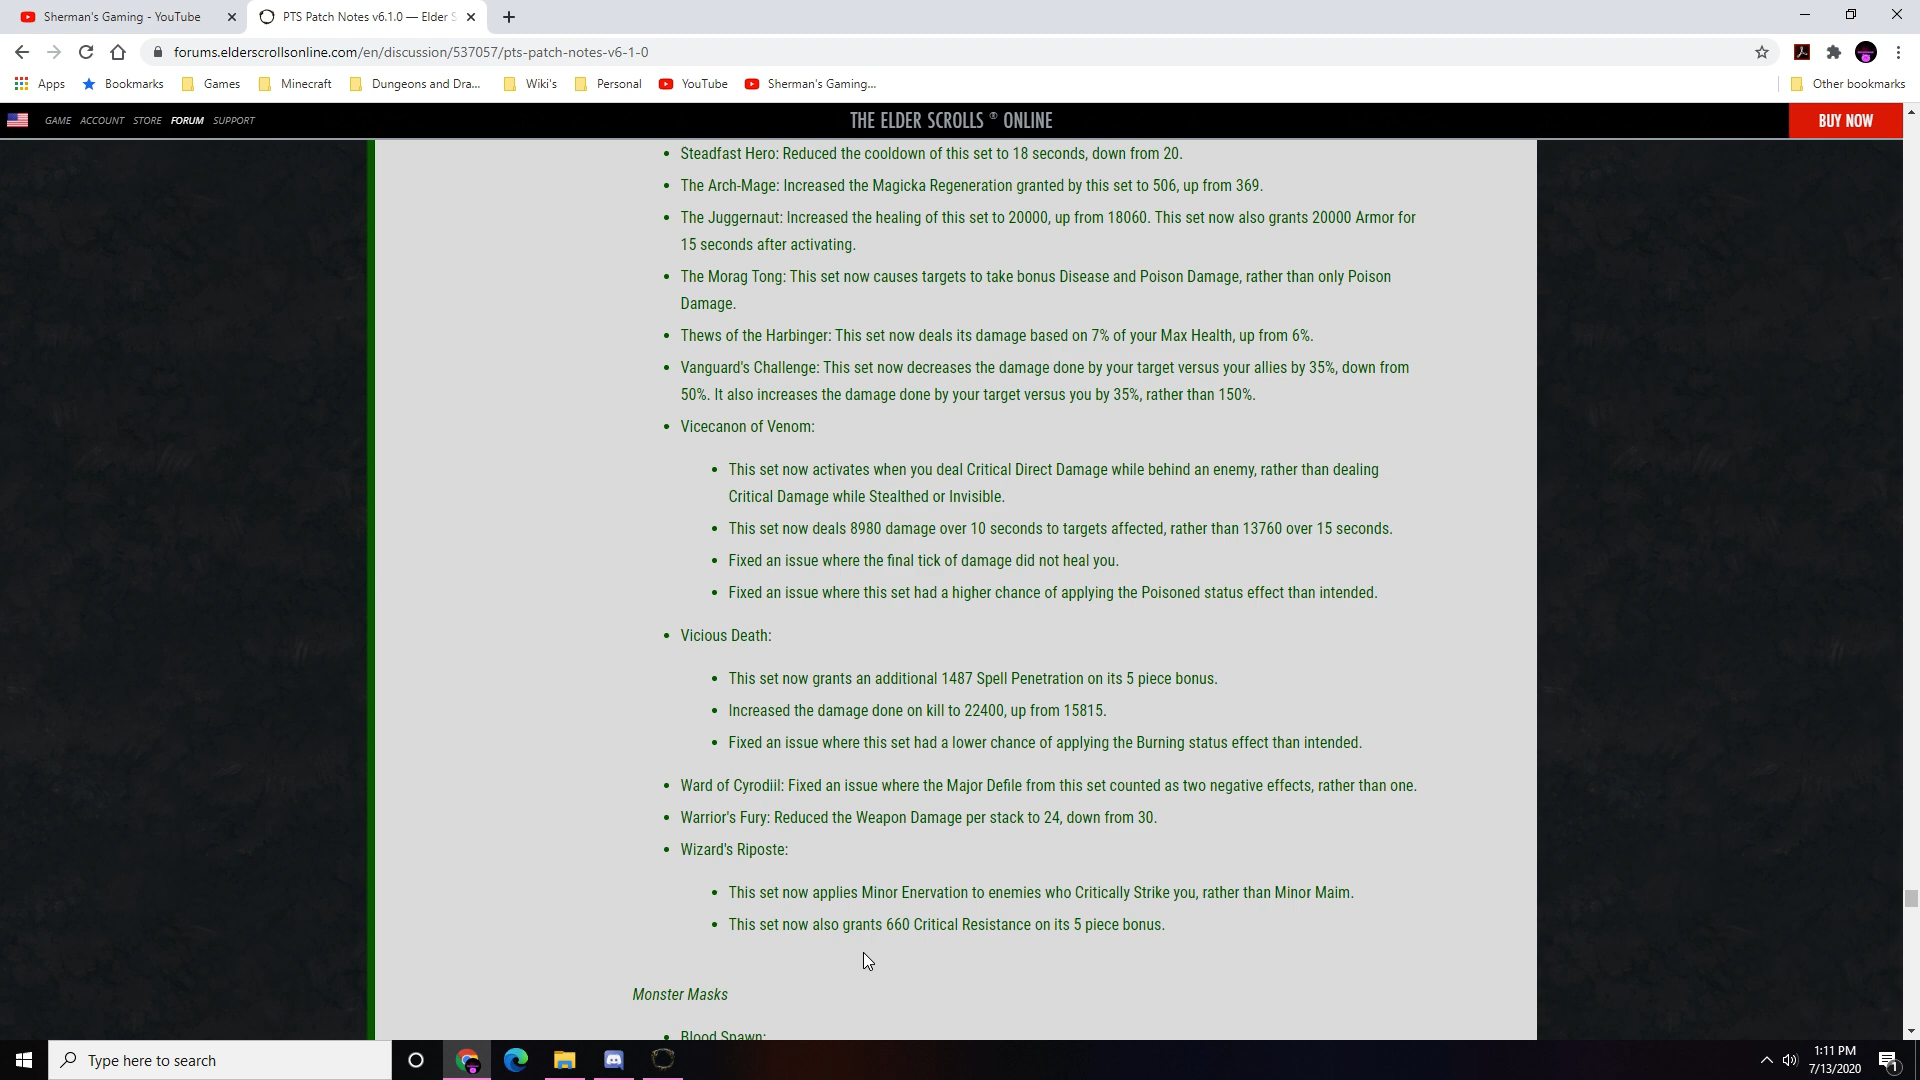 Sherman's Gaming - YouTube
PTS Patch Notes v6.1.0 — Elder S
forums.elderscrollsonline.com/en/discussion/537057/pts-patch-notes-v6-1-0
Apps Bookmarks Games Minecraft Dungeons and Dra... Wiki's Personal YouTube Sherman's Gaming... Other bookmarks
GAME ACCOUNT STORE FORUM SUPPORT THE ELDER SCROLLS ® ONLINE BUY NOW
• Steadfast Hero: Reduced the cooldown of this set to 18 seconds, down from 20.
• The Arch-Mage: Increased the Magicka Regeneration granted by this set to 506, up from 369.
• The Juggernaut: Increased the healing of this set to 20000, up from 18060. This set now also grants 20000 Armor for
15 seconds after activating.
• The Morag Tong: This set now causes targets to take bonus Disease and Poison Damage, rather than only Poison
Damage.
• Thews of the Harbinger: This set now deals its damage based on 7% of your Max Health, up from 6%.
• Vanguard's Challenge: This set now decreases the damage done by your target versus your allies by 35%, down from
50%. It also increases the damage done by your target versus you by 35%, rather than 150%.
• Vicecanon of Venom:
• This set now activates when you deal Critical Direct Damage while behind an enemy, rather than dealing
Critical Damage while Stealthed or Invisible.
• This set now deals 8980 damage over 10 seconds to targets affected, rather than 13760 over 15 seconds.
• Fixed an issue where the final tick of damage did not heal you.
• Fixed an issue where this set had a higher chance of applying the Poisoned status effect than intended.
• Vicious Death:
• This set now grants an additional 1487 Spell Penetration on its 5 piece bonus.
• Increased the damage done on kill to 22400, up from 15815.
• Fixed an issue where this set had a lower chance of applying the Burning status effect than intended.
• Ward of Cyrodiil: Fixed an issue where the Major Defile from this set counted as two negative effects, rather than one.
• Warrior's Fury: Reduced the Weapon Damage per stack to 24, down from 30.
• Wizard's Riposte:
• This set now applies Minor Enervation to enemies who Critically Strike you, rather than Minor Maim.
• This set now also grants 660 Critical Resistance on its 5 piece bonus.
Monster Masks
• Blood Spawn:
Type here to search
1:11 PM
7/13/2020
1